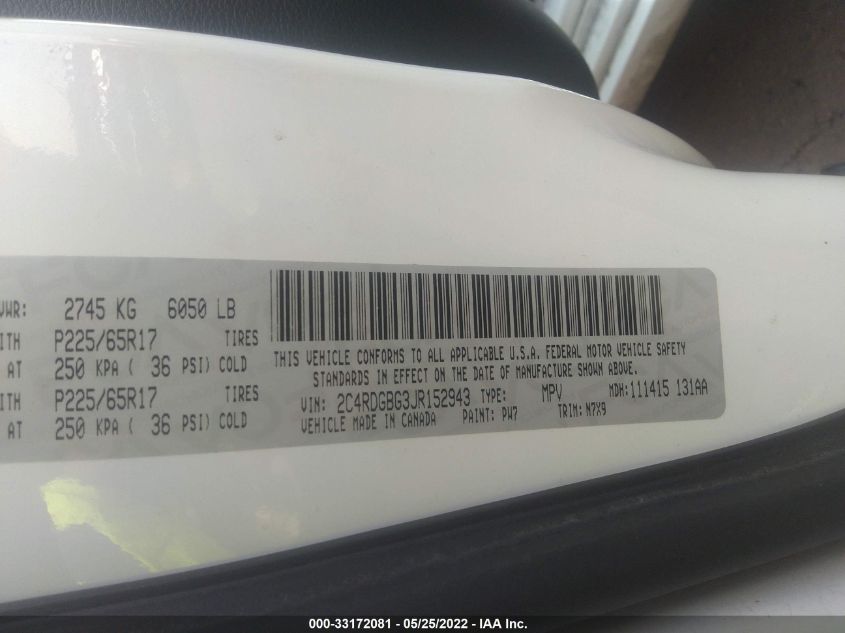 VWR: 2745 KG 6050 LB
ITH P225/65R17 TIRES
AT 250 KPA ( 36 PSI) COLD
ITH P225/65R17 TIRES
AT 250 KPA ( 36 PSI) COLD
THIS VEHICLE CONFORMS TO ALL APPLICABLE U.S.A. FEDERAL MOTOR VEHICLE SAFETY
STANDARDS IN EFFECT ON THE DATE OF MANUFACTURE SHOWN ABOVE.
VIN: 2C4RDGBG3JR152943 TYPE: MPV MDH: 111415 131AA
VEHICLE MADE IN CANADA PAINT: PW7 TRIM: N7X9
000-33172081 - 05/25/2022 - IAA Inc.